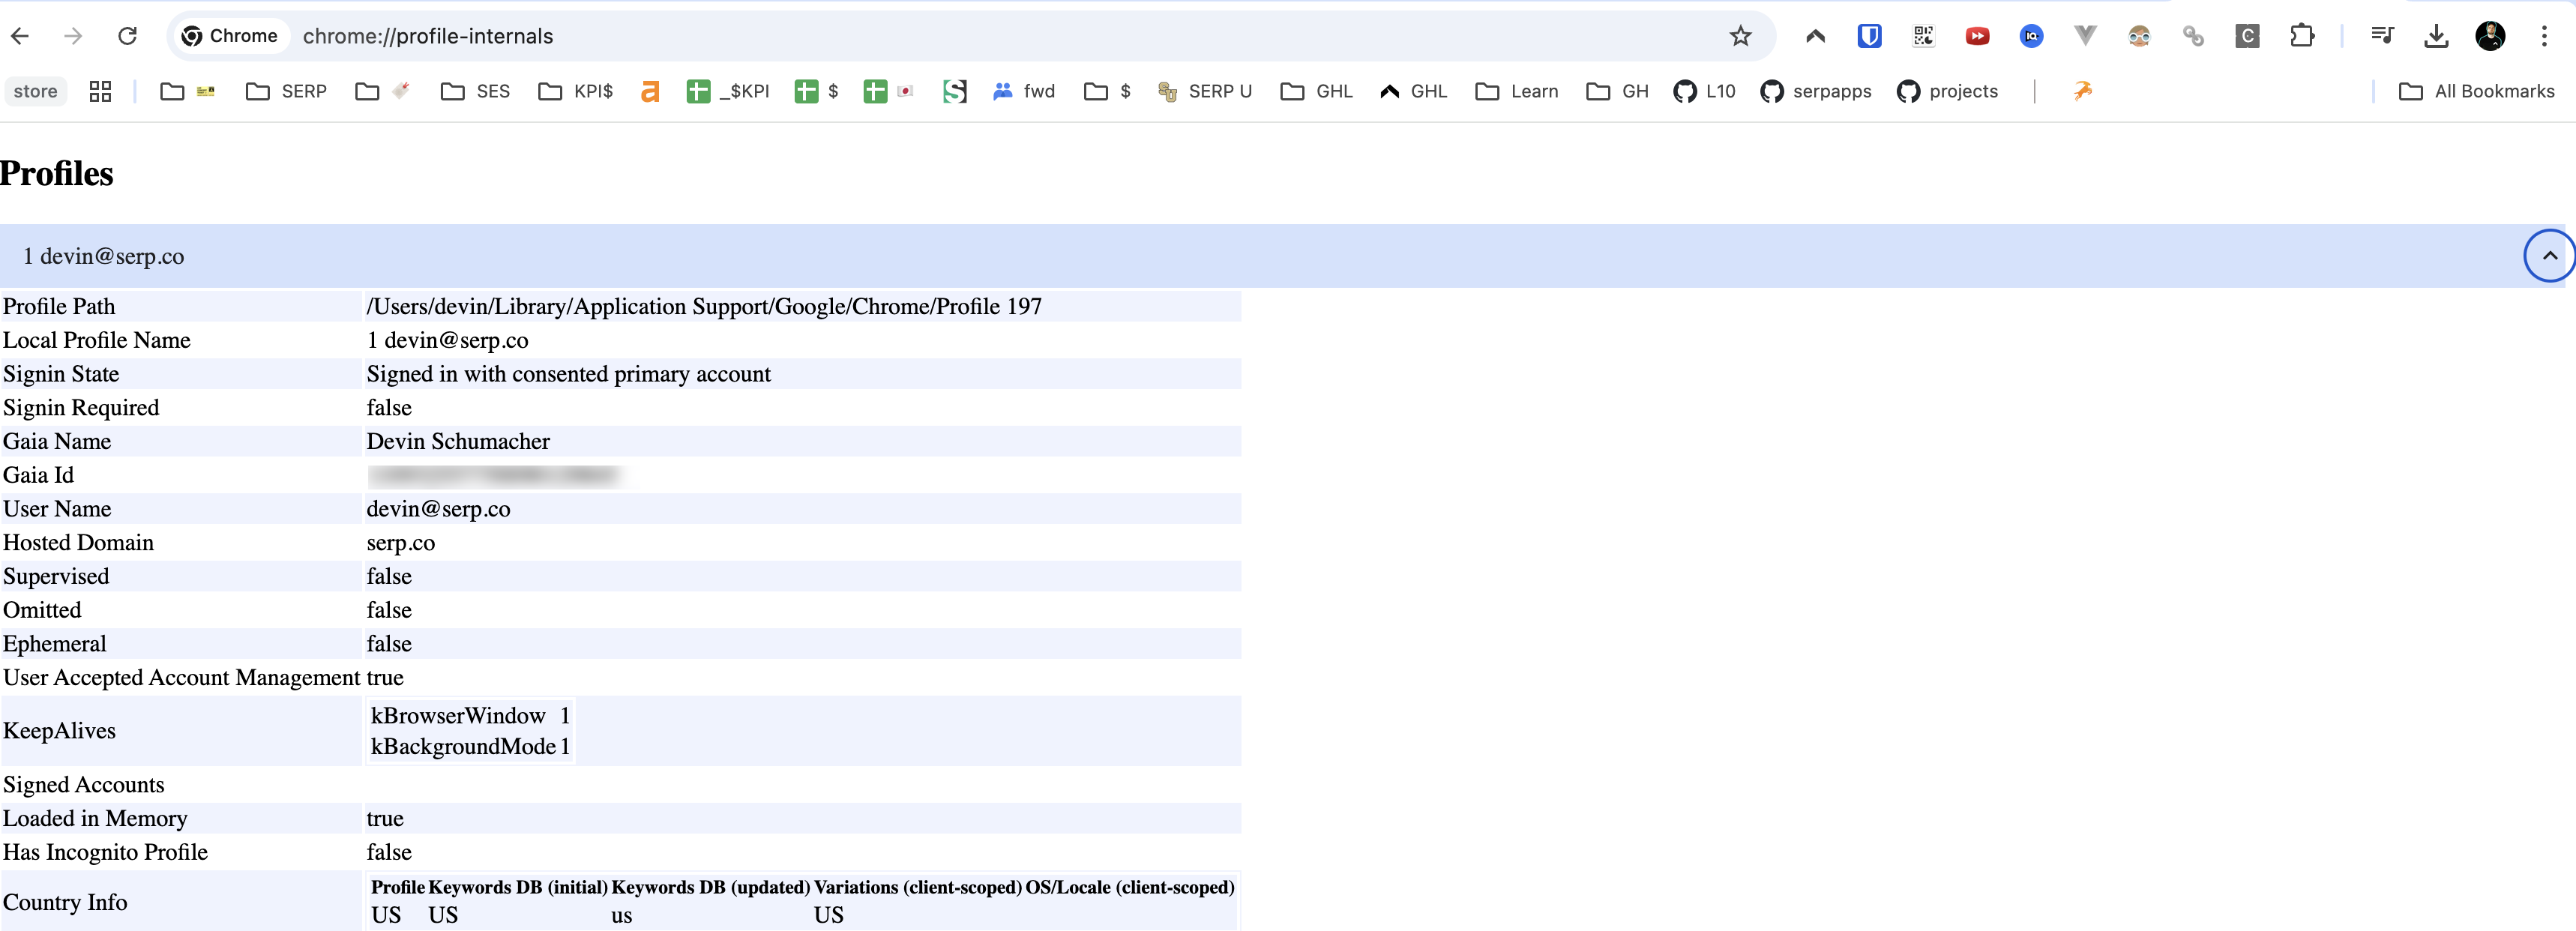 Chrome chrome://profile-internals
store SERP SES KPI$ _$KPI $ fwd $ SERP U GHL GHL Learn GH L10 serpapps projects | All Bookmarks
Profiles
1 devin@serp.co
Profile Path /Users/devin/Library/Application Support/Google/Chrome/Profile 197
Local Profile Name 1 devin@serp.co
Signin State Signed in with consented primary account
Signin Required false
Gaia Name Devin Schumacher
Gaia Id
User Name devin@serp.co
Hosted Domain serp.co
Supervised false
Omitted false
Ephemeral false
User Accepted Account Management true
KeepAlives
kBrowserWindow 1
kBackgroundMode 1
Signed Accounts
Loaded in Memory true
Has Incognito Profile false
Country Info
Profile Keywords DB (initial) Keywords DB (updated) Variations (client-scoped) OS/Locale (client-scoped)
US US us US